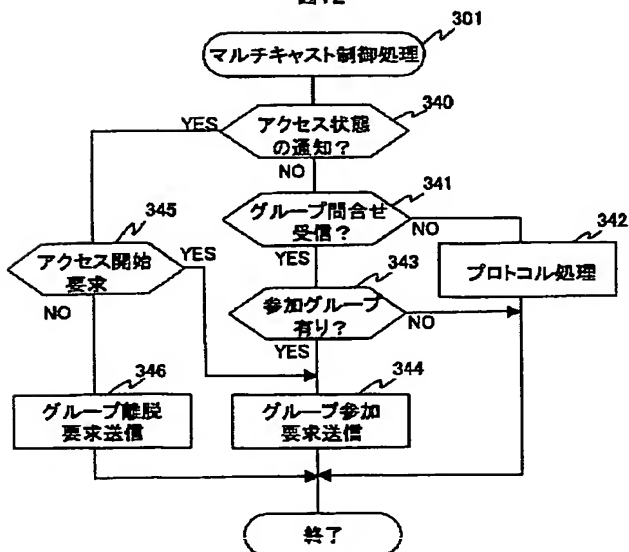 図12
301
マルチキャスト制御処理
340
YES
アクセス状態
の通知？
NO
341
グループ問合せ
受信？
NO
YES
342
プロトコル処理
345
アクセス開始
要求
YES
NO
343
参加グループ
有り？
NO
YES
346
グループ離脱
要求送信
344
グループ参加
要求送信
終了